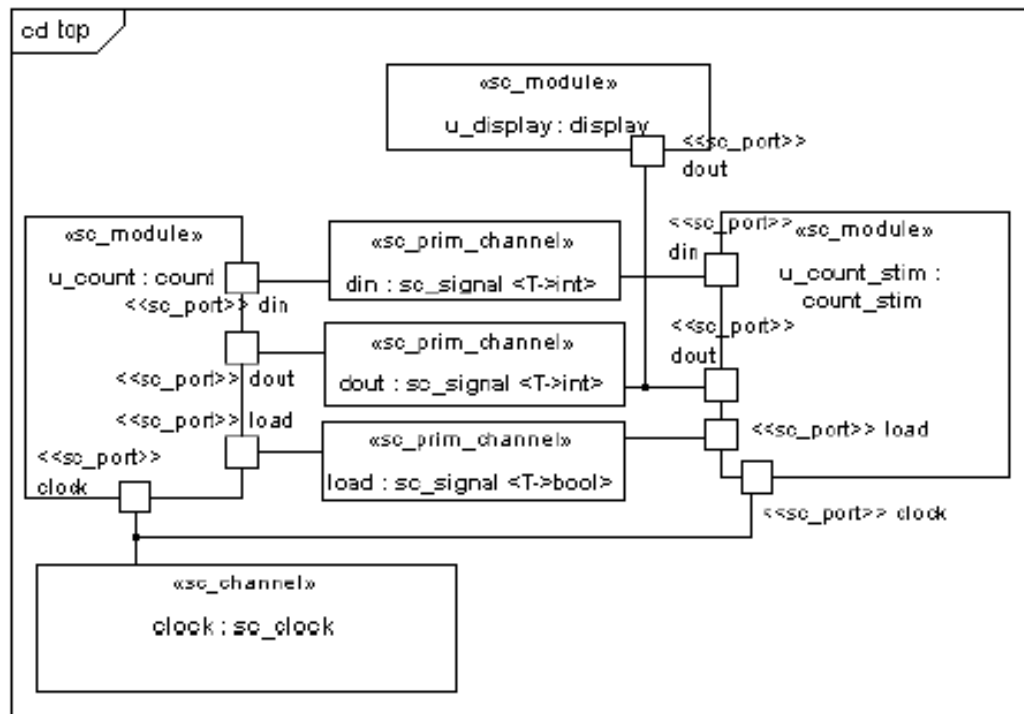 cd top
«sc_module»
u_display : display
<<sc_port>>
dout
«sc_module»
u_count : count
<<sc_port>> din
<<sc_port>> dout
<<sc_port>> load
<<sc_port>>
clock
«sc_prim_channel»
din : sc_signal <T->int>
«sc_prim_channel»
dout : sc_signal <T->int>
«sc_prim_channel»
load : sc_signal <T->bool>
<<sc_port>>
din
«sc_module»
u_count_stim :
count_stim
<<sc_port>>
dout
<<sc_port>> load
<<sc_port>> clock
«sc_channel»
clock : sc_clock